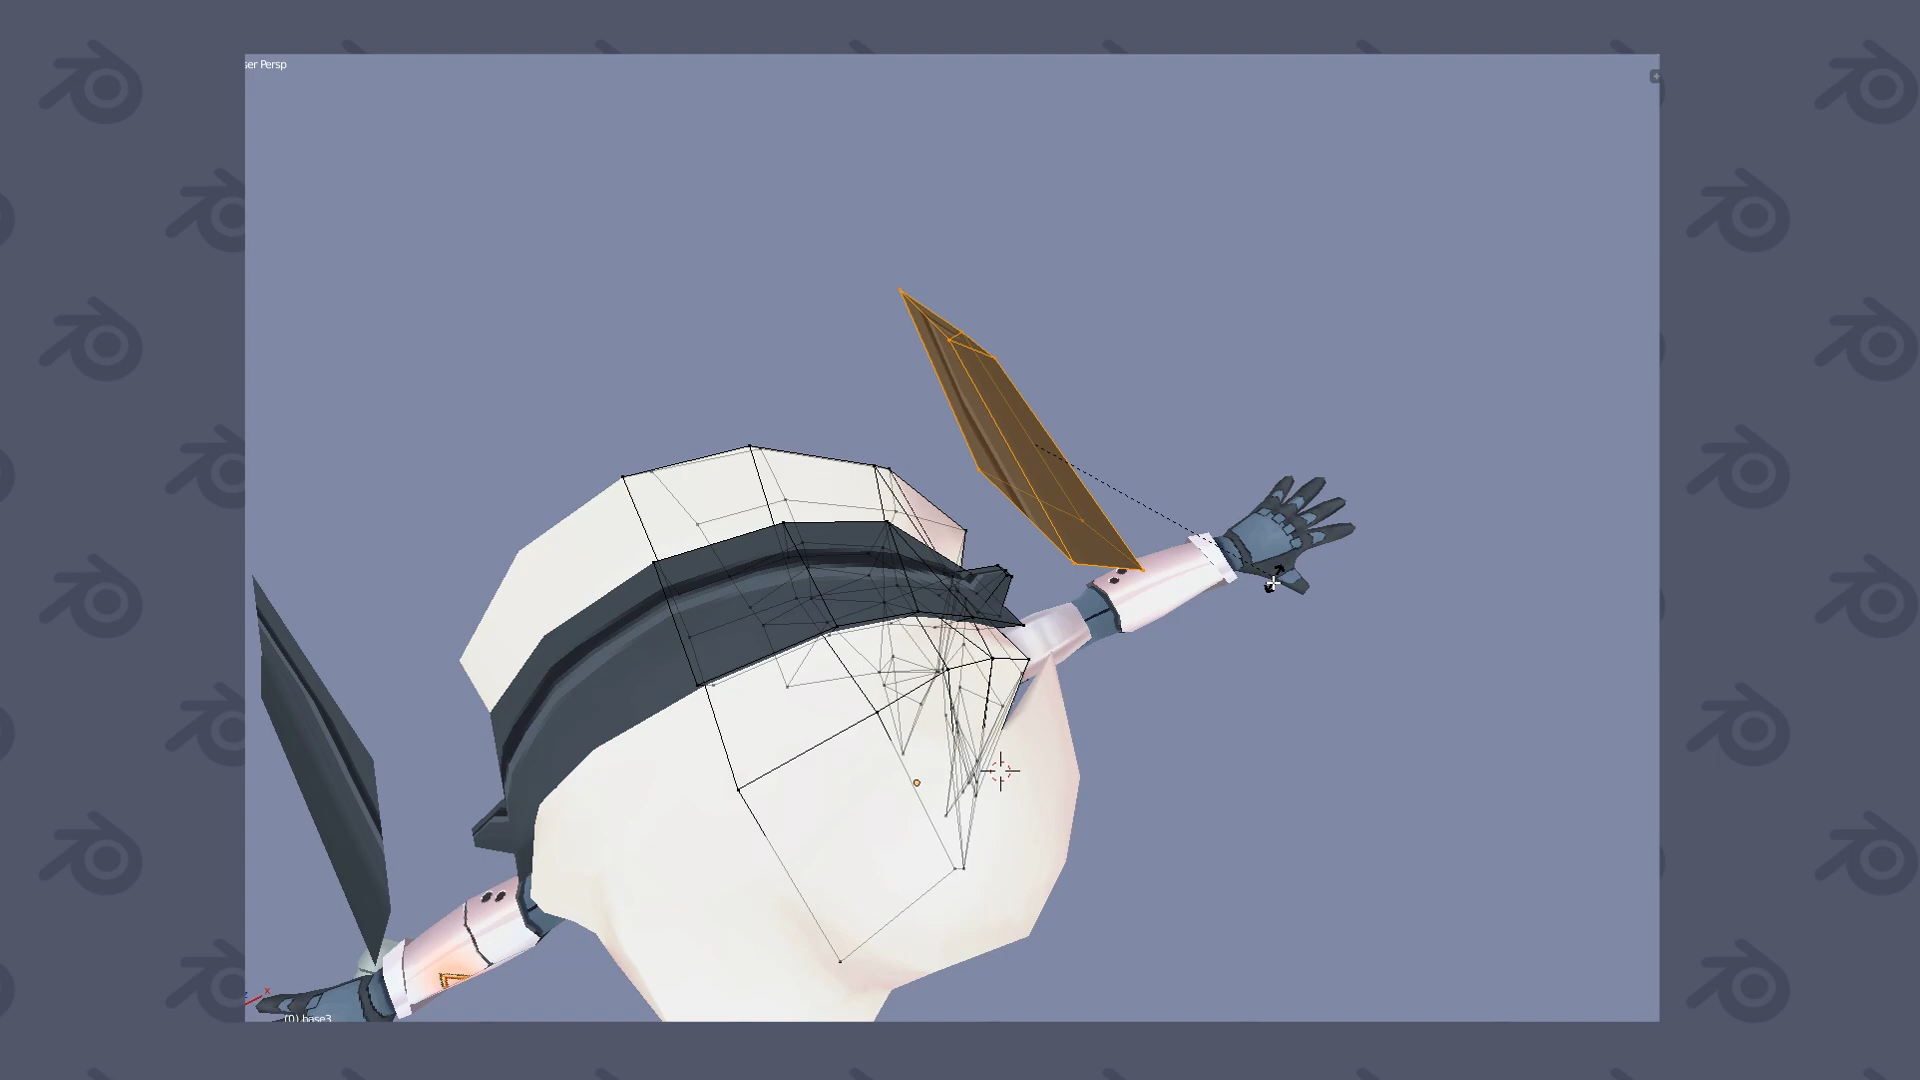 ser Persp
x
(0) base3